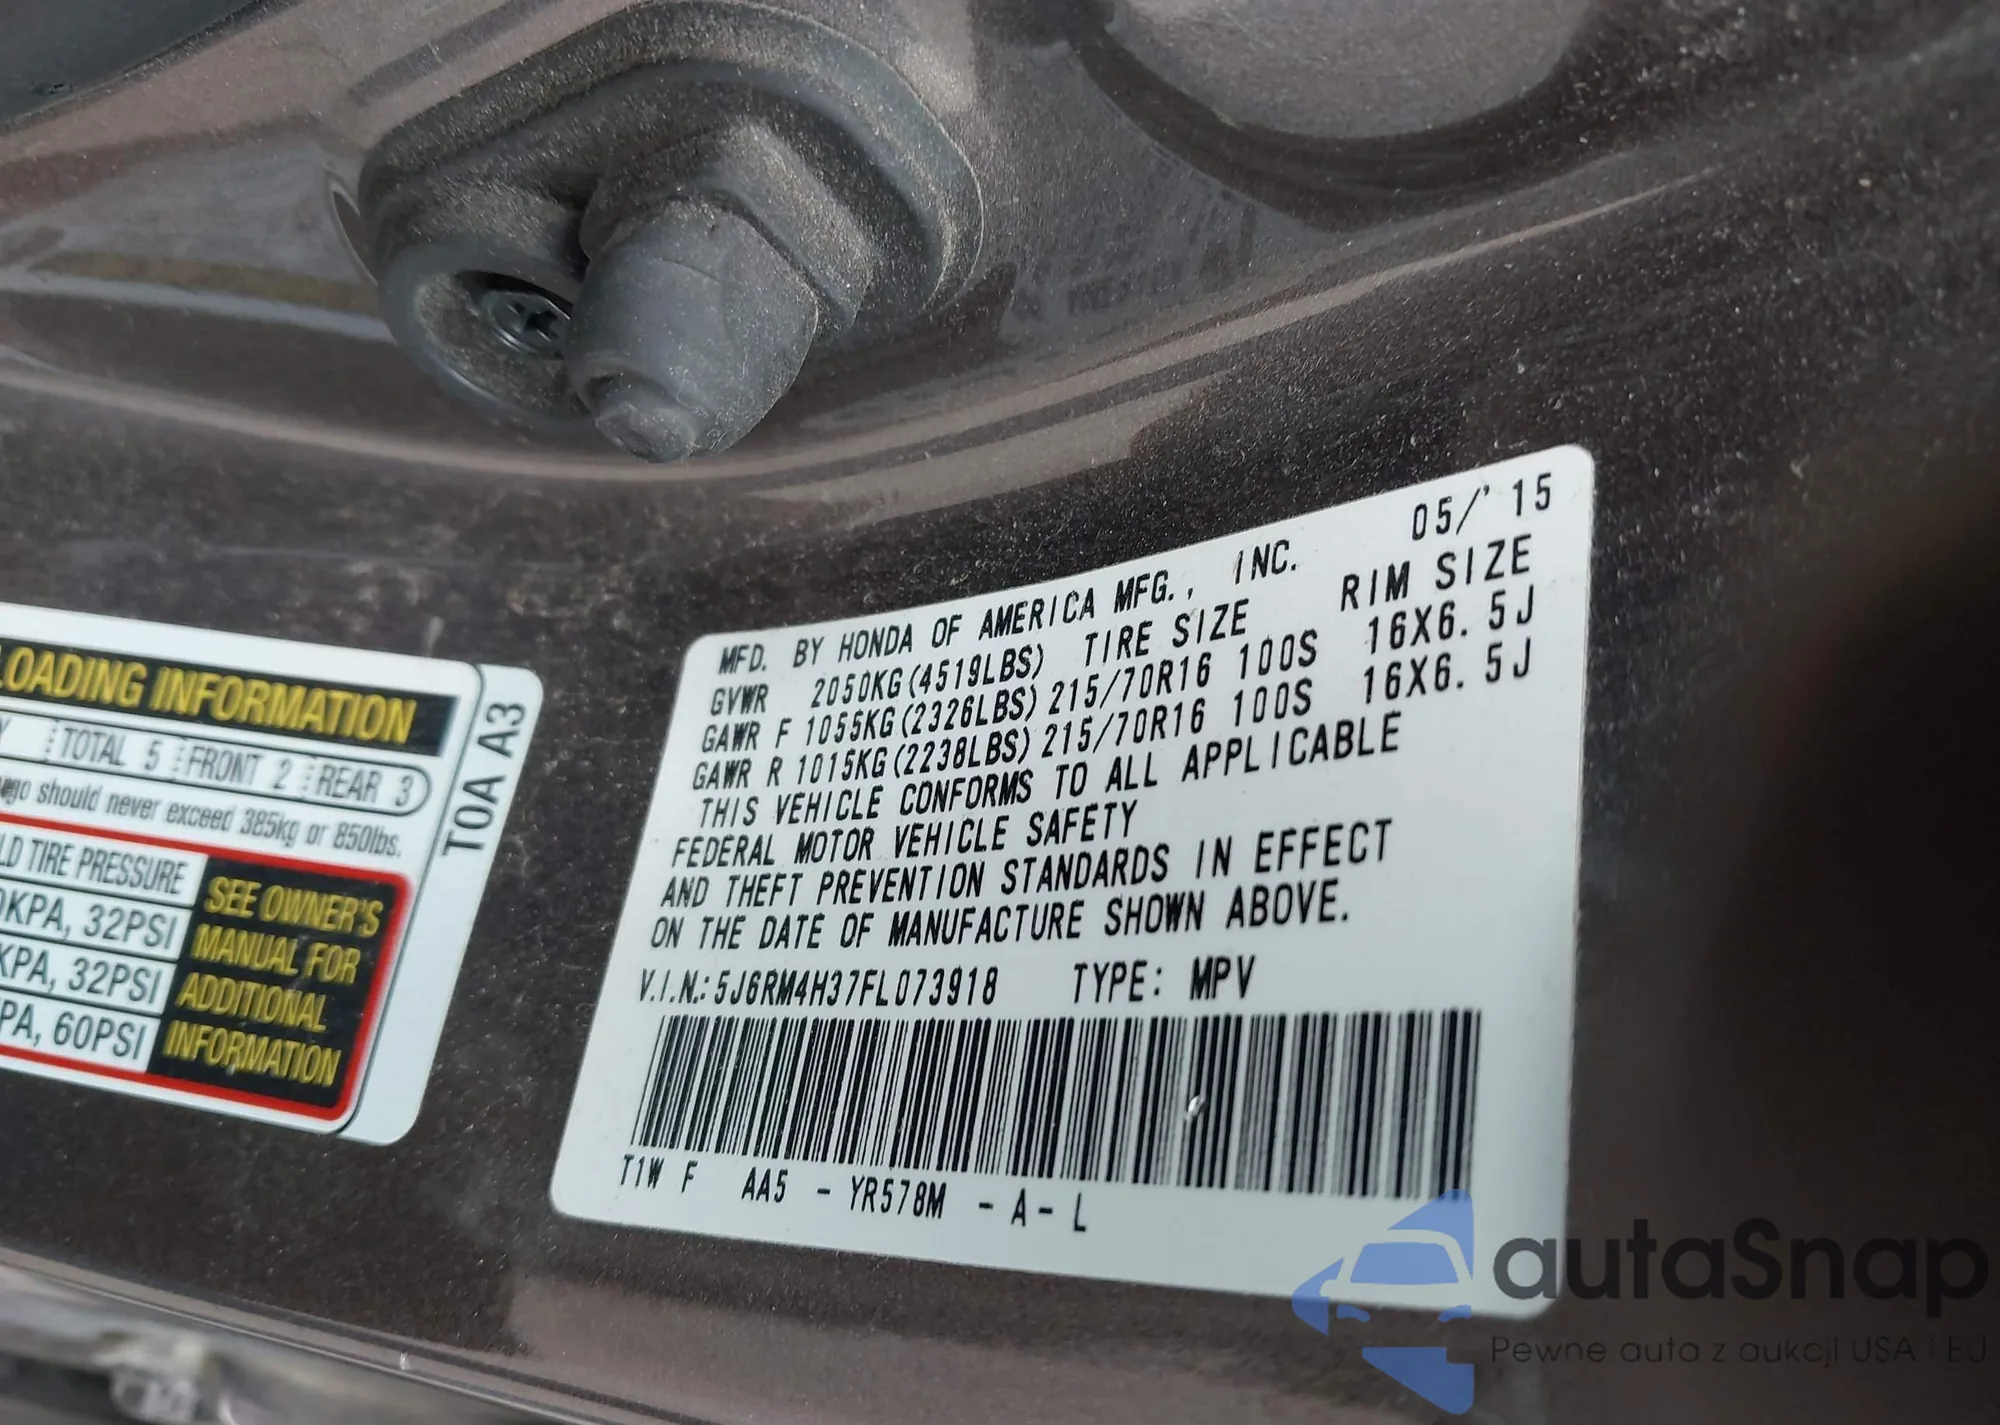 LOADING INFORMATION
TOTAL 5 FRONT 2 REAR 3
should never exceed 385kg or 850lbs.
TIRE PRESSURE
KPA, 32PSI
KPA, 32PSI
PA, 60PSI
SEE OWNER'S
MANUAL FOR
ADDITIONAL
INFORMATION
T0A A3
05/'15
MFD. BY HONDA OF AMERICA MFG., INC.
GVWR 2050KG(4519LBS) TIRE SIZE RIM SIZE
GAWR F 1055KG(2326LBS) 215/70R16 100S 16X6.5J
GAWR R 1015KG(2238LBS) 215/70R16 100S 16X6.5J
THIS VEHICLE CONFORMS TO ALL APPLICABLE
FEDERAL MOTOR VEHICLE SAFETY
AND THEFT PREVENTION STANDARDS IN EFFECT
ON THE DATE OF MANUFACTURE SHOWN ABOVE.
V.I.N.: 5J6RM4H37FL073918 TYPE: MPV
T1W F AA5 - YR578M - A - L
autaSnap
Pewne auta z aukcji USA i EU